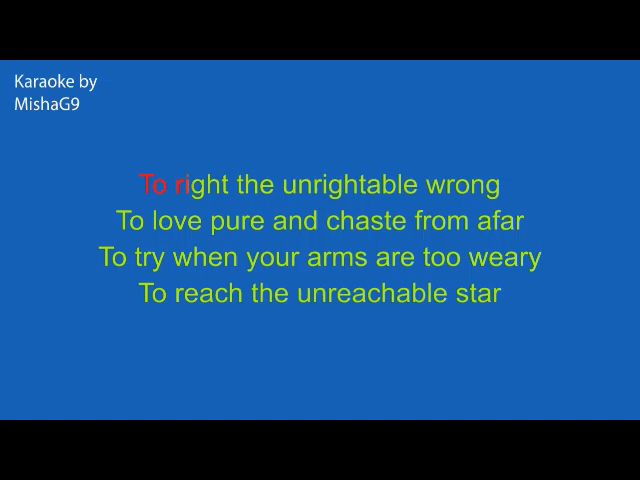 Karaoke by
MishaG9
To right the unrightable wrong
To love pure and chaste from afar
To try when your arms are too weary
To reach the unreachable star